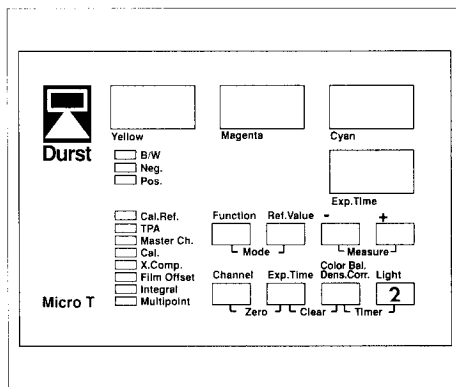 Yellow
Magenta
Cyan
Durst
B/W
Neg.
Pos.
Exp.Time
Cal.Ref.
TPA
Master Ch.
Cal.
X.Comp.
Film Offset
Integral
Multipoint
Function
Ref.Value
-
+
Mode
Measure
Channel
Exp.Time
Color Bal.
Dens.Corr.
Light
2
Zero
Clear
Timer
Micro T